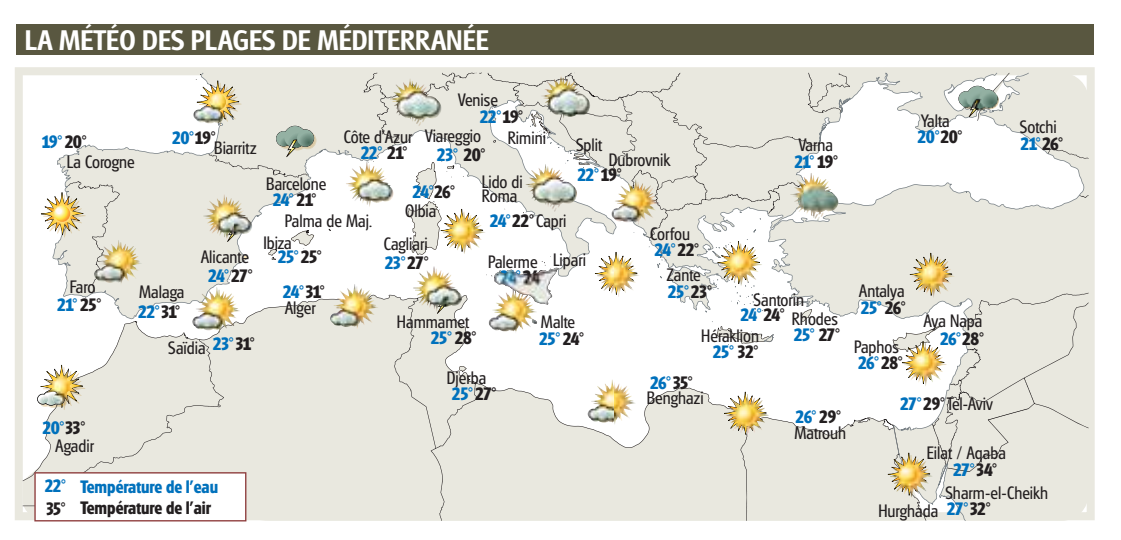 LA MÉTÉO DES PLAGES DE MÉDITERRANÉE
19° 20°
La Corogne
20° 19°
Biarritz
Côte d'Azur
22° 21°
Viareggio
23° 20°
Venise
22° 19°
Rimini
Split
22° 19°
Dubrovnik
Varna
21° 19°
Yalta
20° 20°
Sotchi
21° 26°
Barcelone
24° 21°
Palma de Maj.
Ibiza
25° 25°
24° 26°
Olbia
Lido di
Roma
24° 22° Capri
Cagliari
23° 27°
Corfou
24° 22°
Alicante
24° 27°
Palerme
24° 24°
Lipari
Zante
25° 23°
Faro
21° 25°
Malaga
22° 31°
24° 31°
Alger
Santorin
24° 24°
Antalya
25° 26°
Hammamet
25° 28°
Malte
25° 24°
Héraklion
25° 32°
Rhodes
25° 27°
Aya Napa
26° 28°
Saïdia 23° 31°
Paphos
26° 28°
Djerba
25° 27°
26° 35°
Benghazi
27° 29° Tel-Aviv
26° 29°
Matrouh
20° 33°
Agadir
Eilat / Aqaba
27° 34°
Sharm-el-Cheikh
Hurghada 27° 32°
22° Température de l'eau
35° Température de l'air